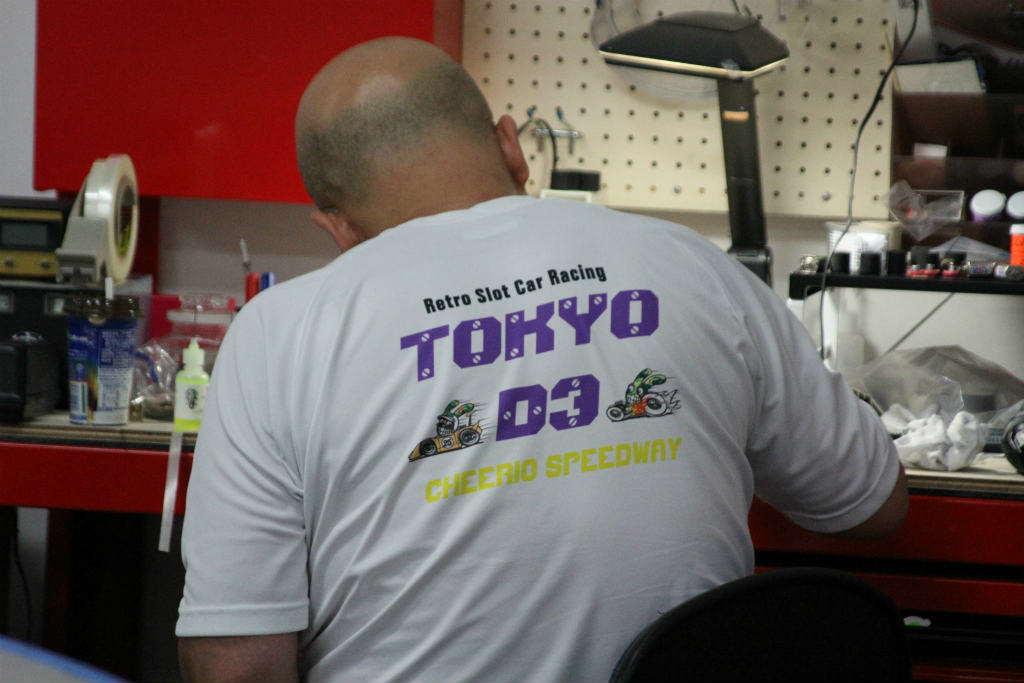 Retro Slot Car Racing
TOKYO
D3
CHEERIO SPEEDWAY